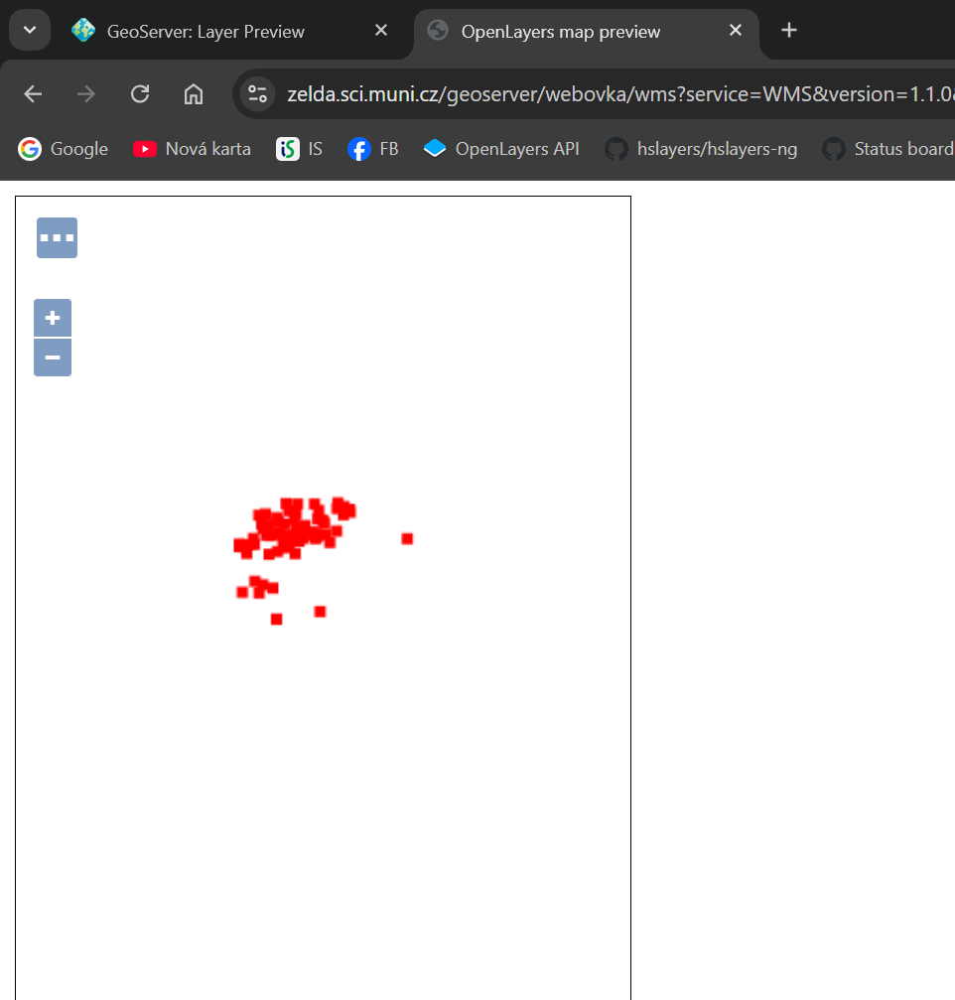 GeoServer: Layer Preview
OpenLayers map preview
zelda.sci.muni.cz/geoserver/webovka/wms?service=WMS&version=1.1.0&
Google
Nová karta
IS
FB
OpenLayers API
hslayers/hslayers-ng
Status board
+
−